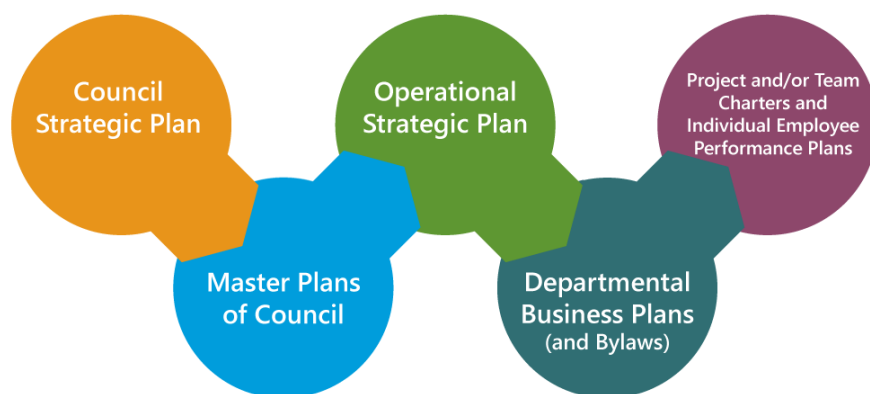 Council
Strategic Plan
Master Plans
of Council
Operational
Strategic Plan
Departmental
Business Plans
(and Bylaws)
Project and/or Team
Charters and
Individual Employee
Performance Plans